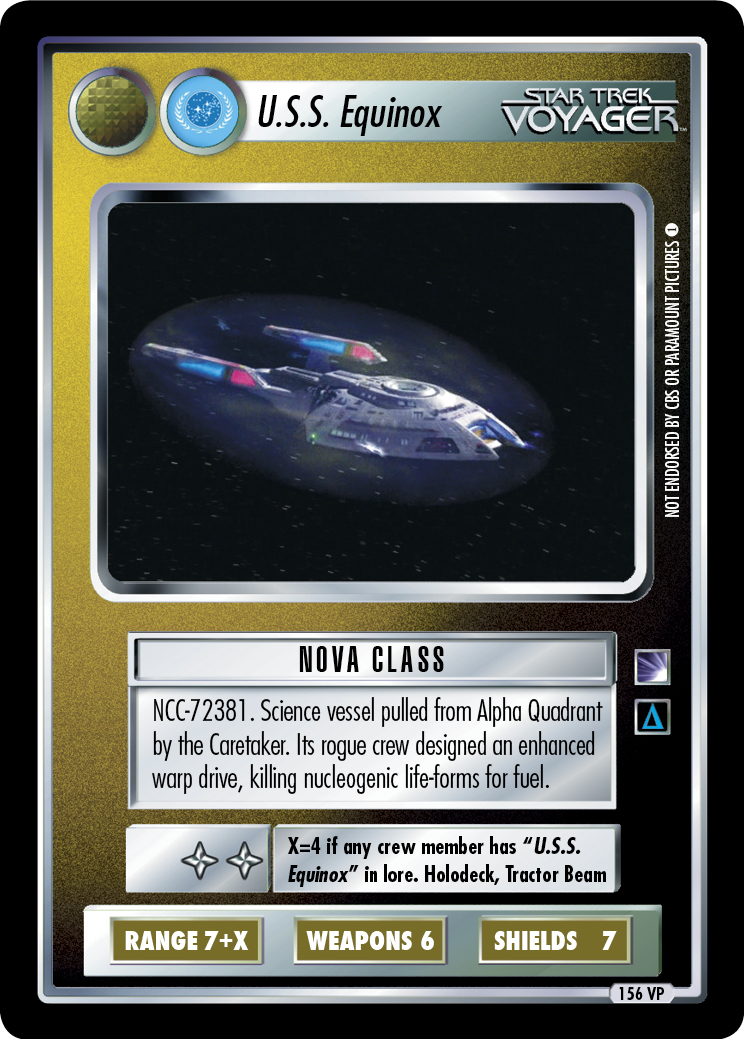 U.S.S. Equinox
STAR TREK
VOYAGER™
NOT ENDORSED BY CBS OR PARAMOUNT PICTURES 1
NOVA CLASS
NCC-72381. Science vessel pulled from Alpha Quadrant
by the Caretaker. Its rogue crew designed an enhanced
warp drive, killing nucleogenic life-forms for fuel.
X=4 if any crew member has “U.S.S.
Equinox” in lore. Holodeck, Tractor Beam
RANGE 7+X WEAPONS 6 SHIELDS 7
156 VP